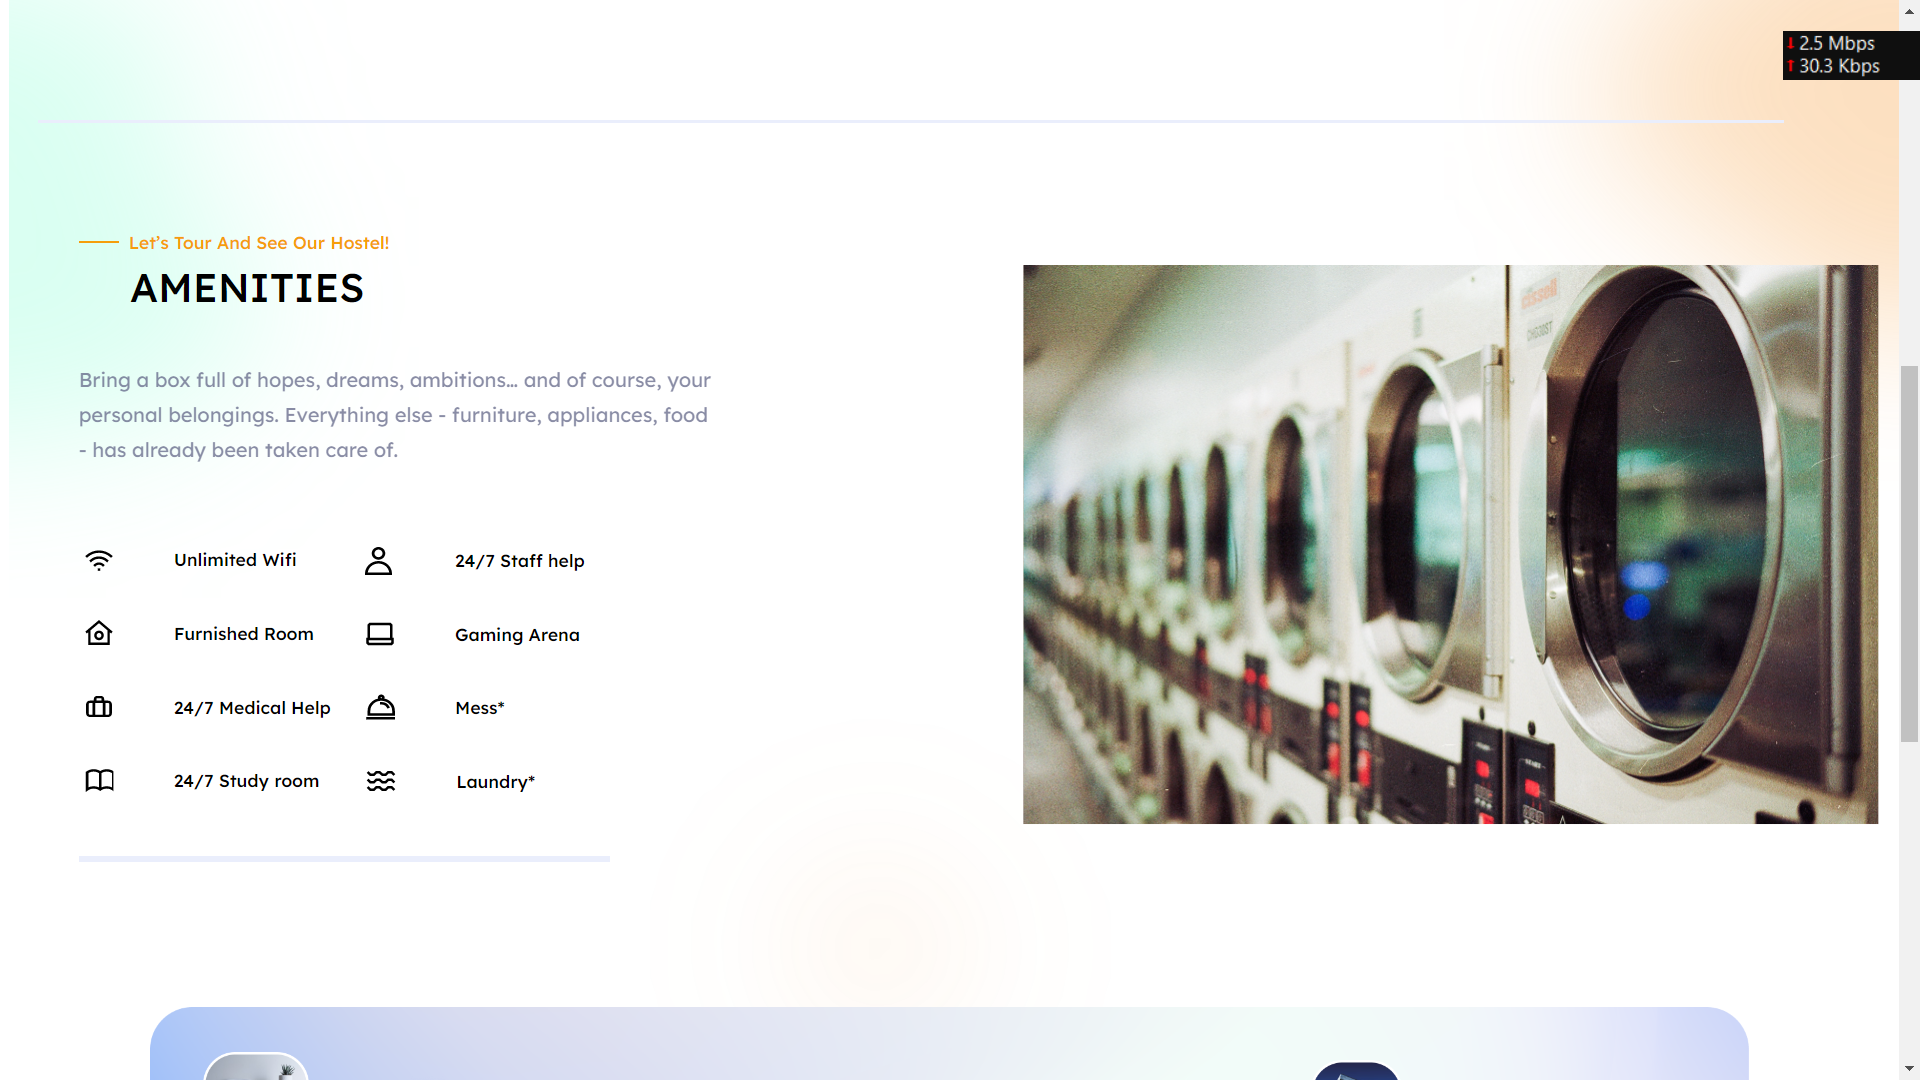 2.5 Mbps
30.3 Kbps
Let’s Tour And See Our Hostel!
AMENITIES
Bring a box full of hopes, dreams, ambitions... and of course, your
personal belongings. Everything else - furniture, appliances, food
- has already been taken care of.
Unlimited Wifi
24/7 Staff help
Furnished Room
Gaming Arena
24/7 Medical Help
Mess*
24/7 Study room
Laundry*
cissell
CHG30ST
START